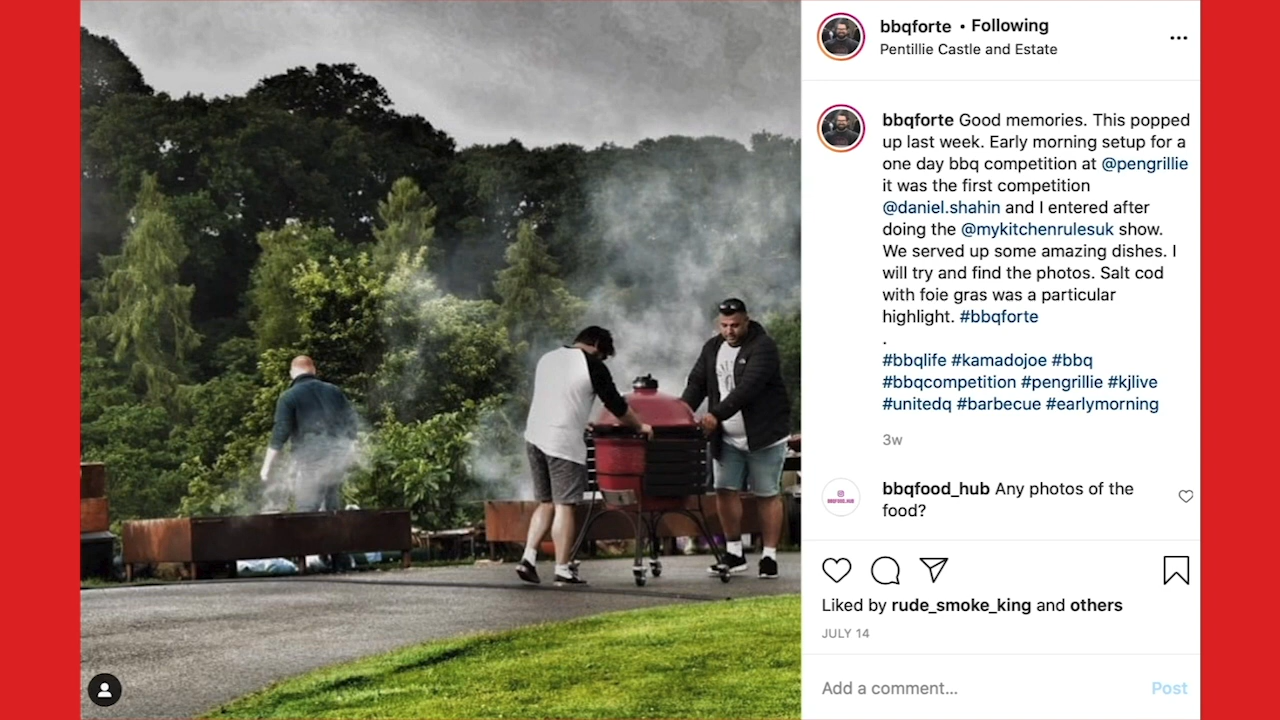 bbqforte • Following
Pentillie Castle and Estate
bbqforte Good memories. This popped
up last week. Early morning setup for a
one day bbq competition at @pengrillie
it was the first competition
@daniel.shahin and I entered after
doing the @mykitchenrulesuk show.
We served up some amazing dishes. I
will try and find the photos. Salt cod
with foie gras was a particular
highlight. #bbqforte
.
#bbqlife #kamadojoe #bbq
#bbqcompetition #pengrillie #kjlive
#unitedq #barbecue #earlymorning
3w
bbqfood_hub Any photos of the
food?
Liked by rude_smoke_king and others
JULY 14
Add a comment...
Post